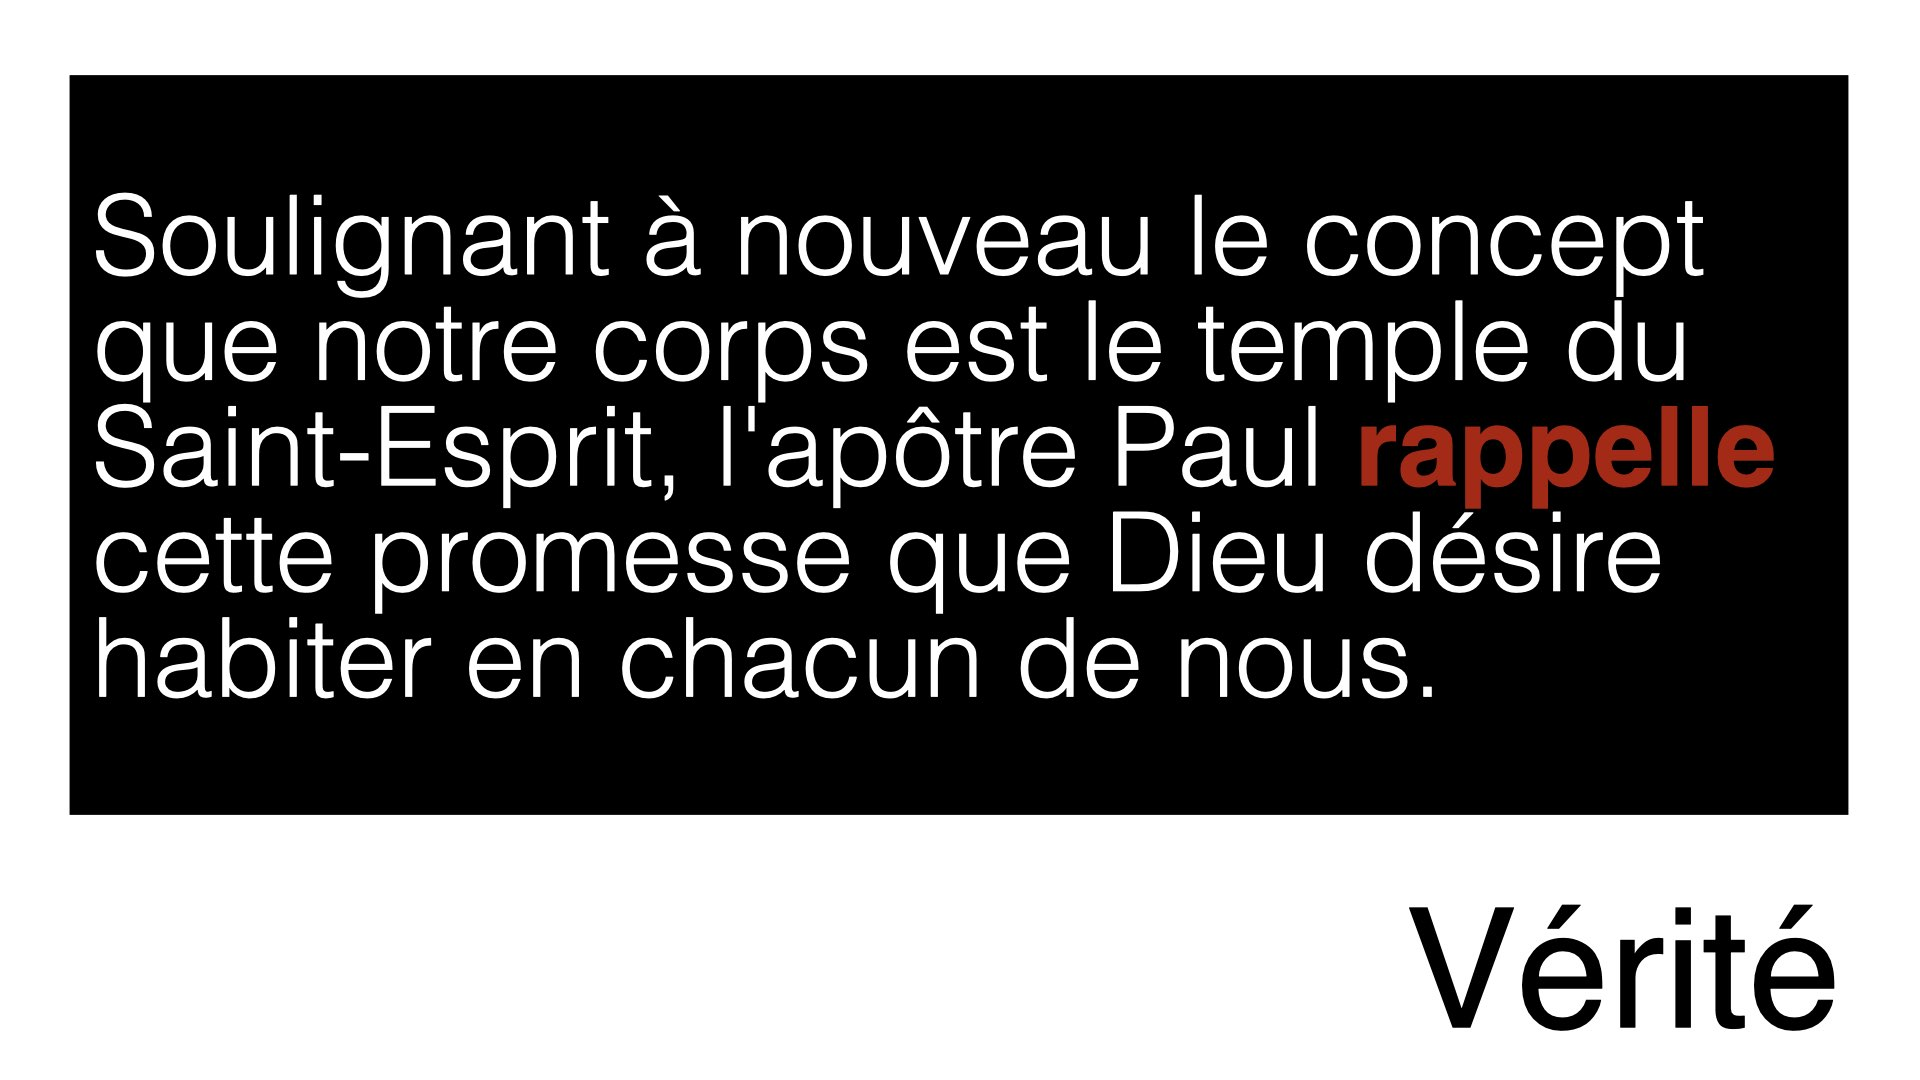 Soulignant à nouveau le concept
que notre corps est le temple du
Saint-Esprit, l'apôtre Paul rappelle
cette promesse que Dieu désire
habiter en chacun de nous.
Vérité